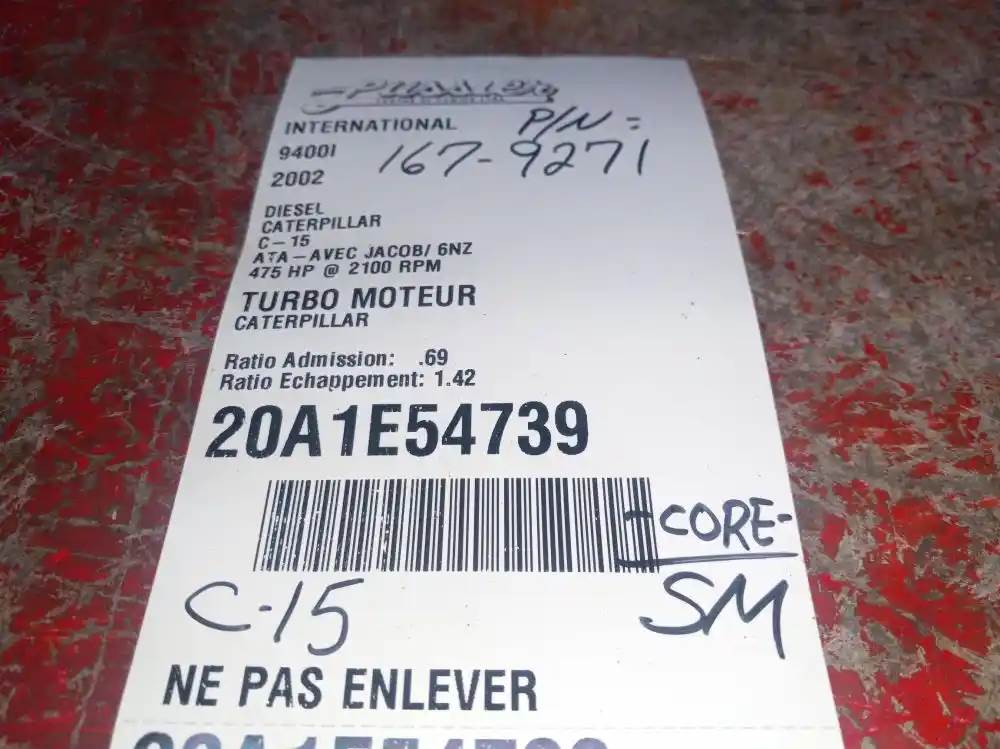 INTERNATIONAL
P/N =
9400I
167-9271
2002
DIESEL
CATERPILLAR
C-15
ATA-AVEC JACOB/ 6NZ
475 HP @ 2100 RPM
TURBO MOTEUR
CATERPILLAR
Ratio Admission: .69
Ratio Echappement: 1.42
20A1E54739
-CORE-
C-15
SM
NE PAS ENLEVER
20A1E54739